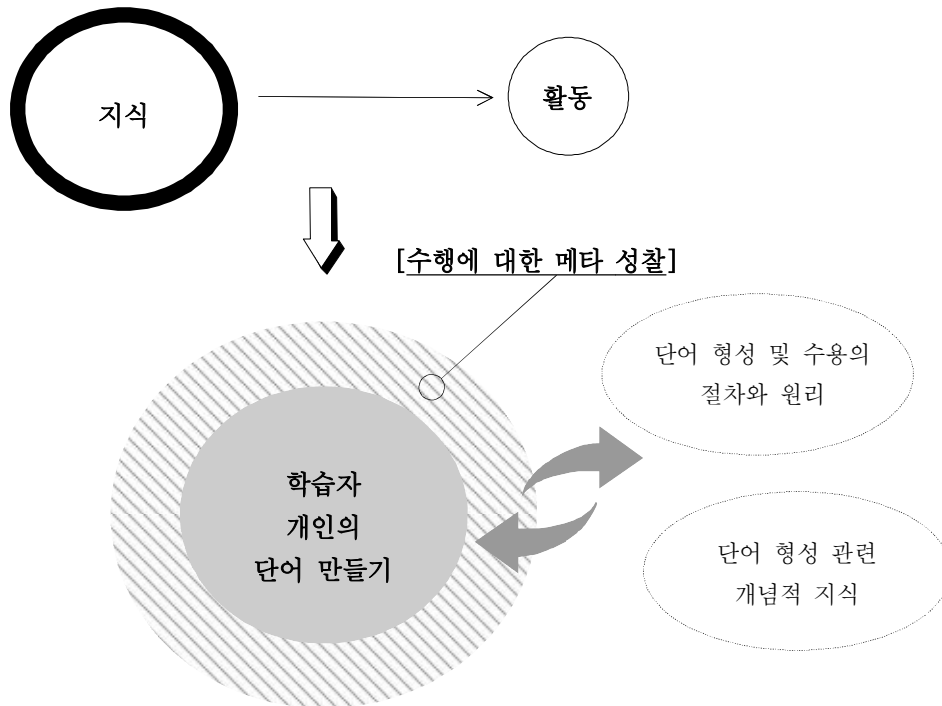 지식
활동
[수행에 대한 메타 성찰]
단어 형성 및 수용의
절차와 원리
학습자
개인의
단어 만들기
단어 형성 관련
개념적 지식